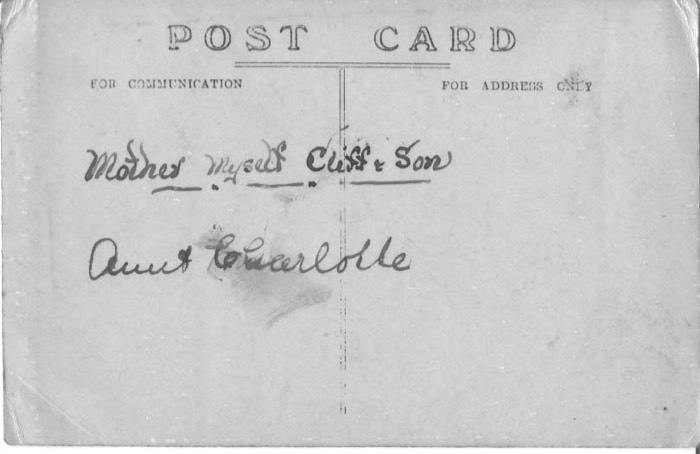 POST CARD
FOR COMMUNICATION FOR ADDRESS ONLY
Mother Myself Cliff & Son
Aunt Charlotte